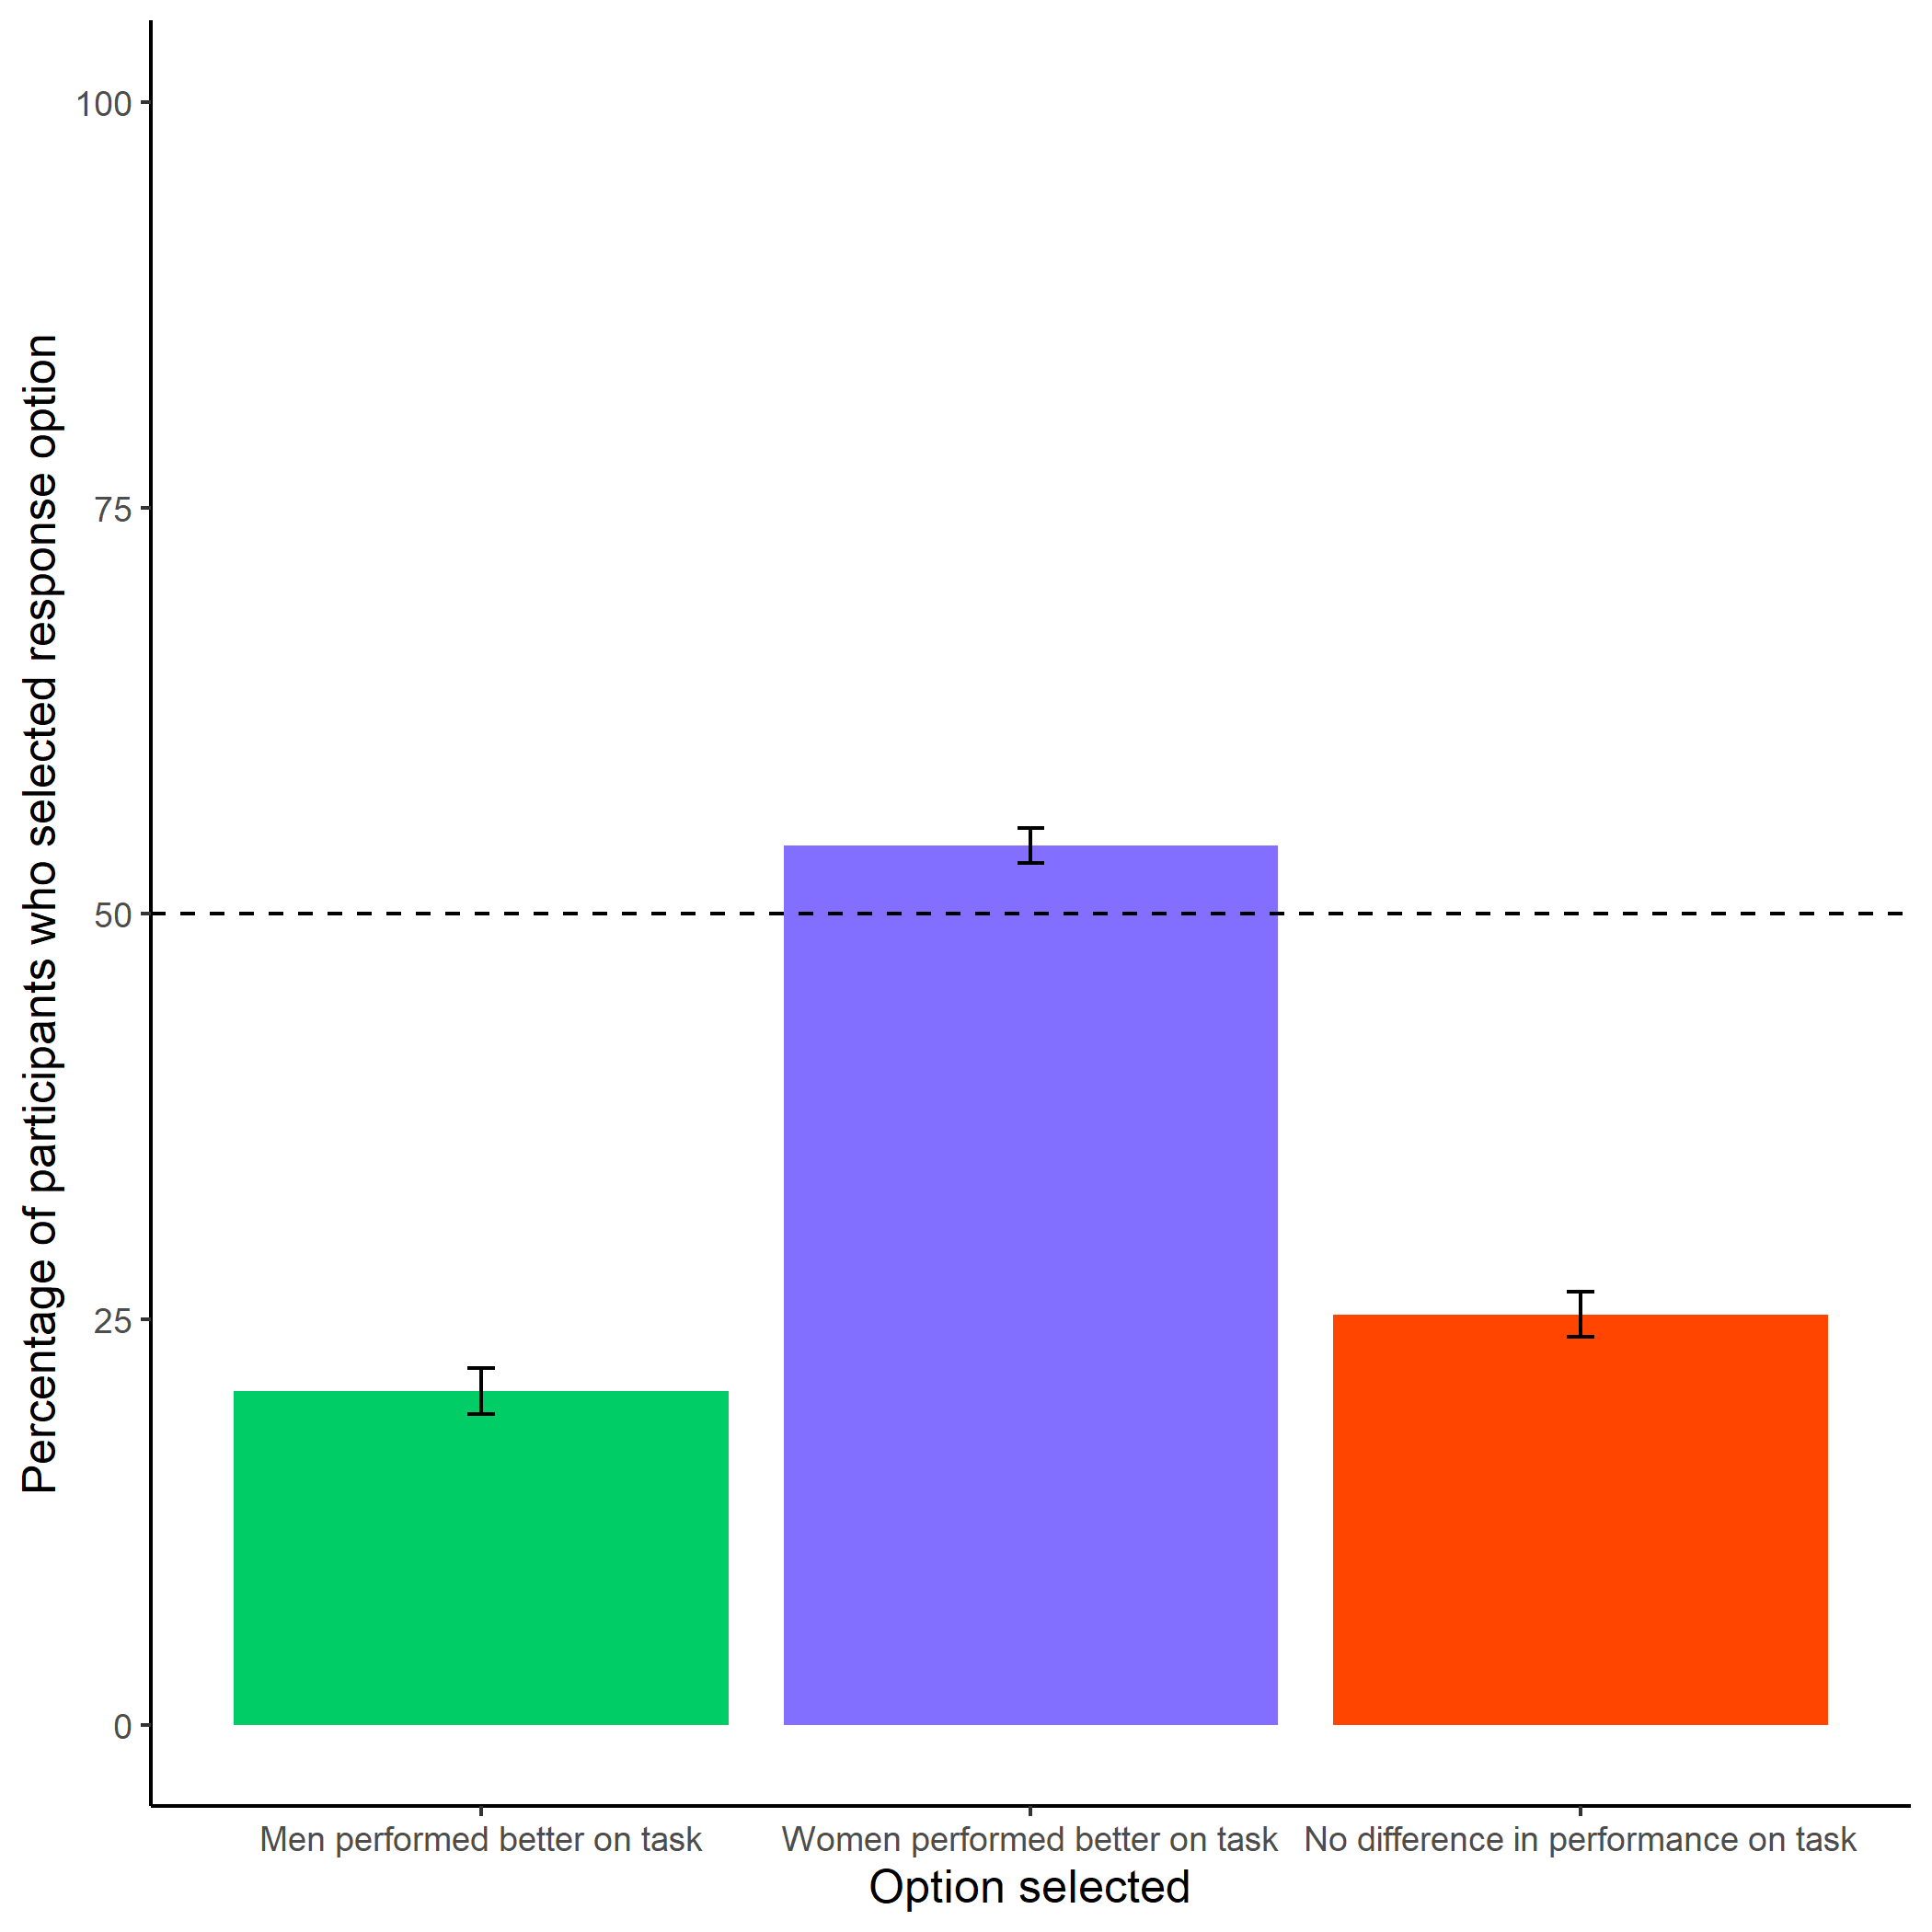 Percentage of participants who selected response option
100
75
50
25
0
Men performed better on task
Women performed better on task
No difference in performance on task
Option selected